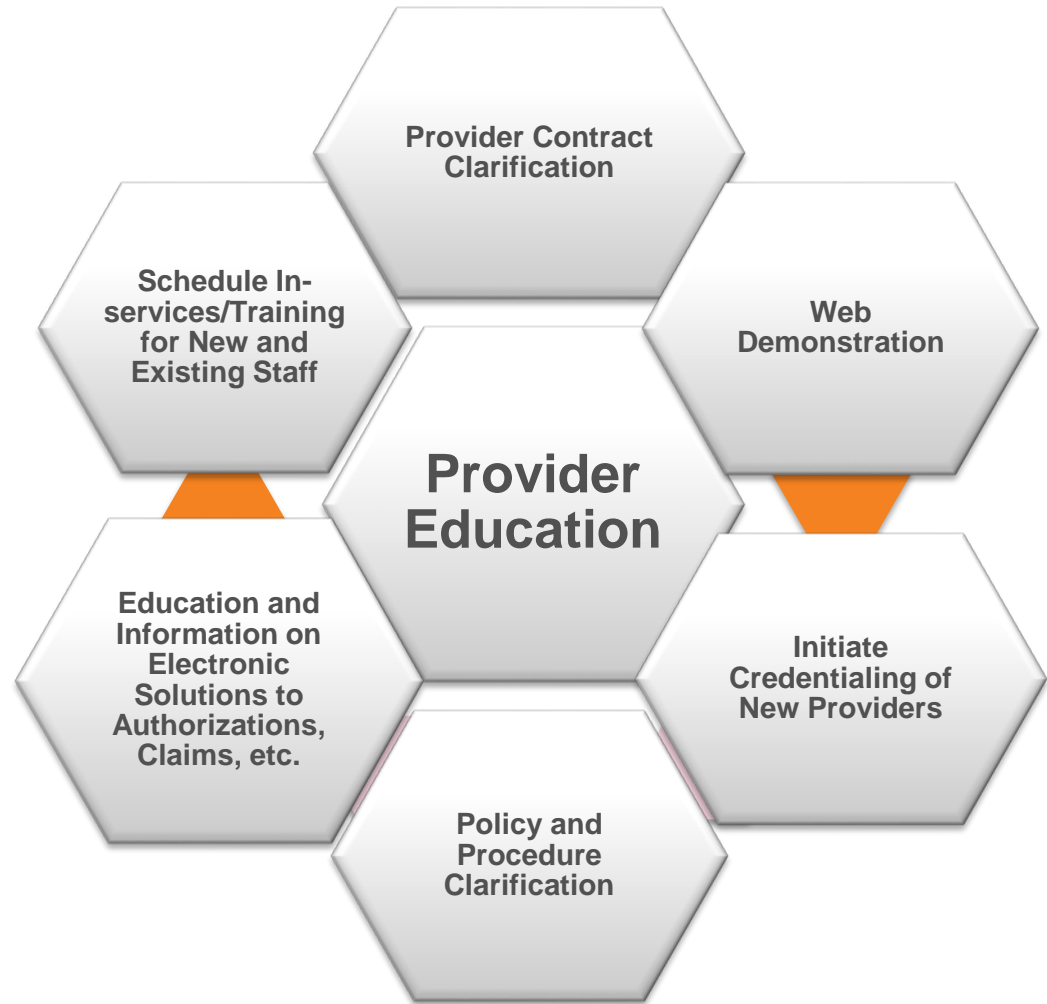 Provider Contract
Clarification
Schedule In-
services/Training
for New and
Existing Staff
Web
Demonstration
Provider
Education
Education and
Information on
Electronic
Solutions to
Authorizations,
Claims, etc.
Initiate
Credentialing of
New Providers
Policy and
Procedure
Clarification